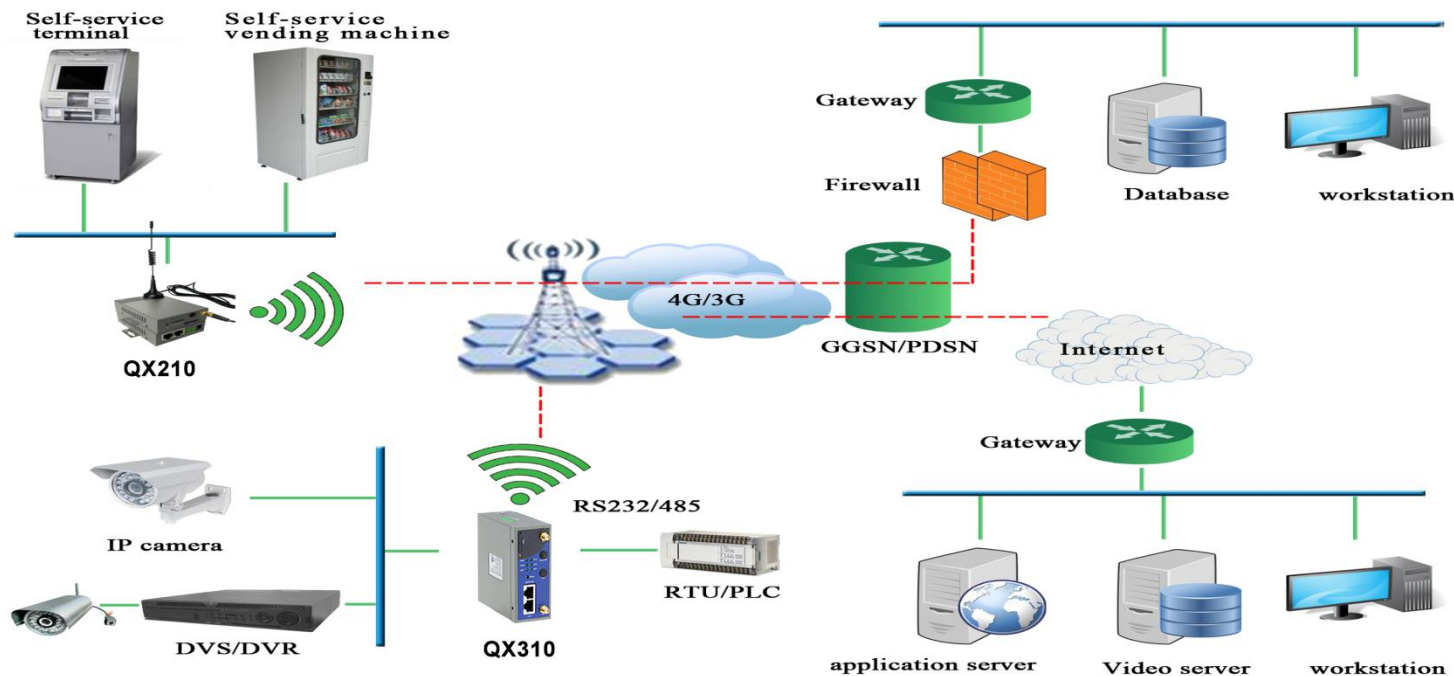 Self-service
terminal
Self-service
vending machine
Gateway
Firewall
Database
workstation
4G/3G
GGSN/PDSN
QX210
Internet
Gateway
IP camera
RS232/485
RTU/PLC
DVS/DVR
QX310
application server
Video server
workstation